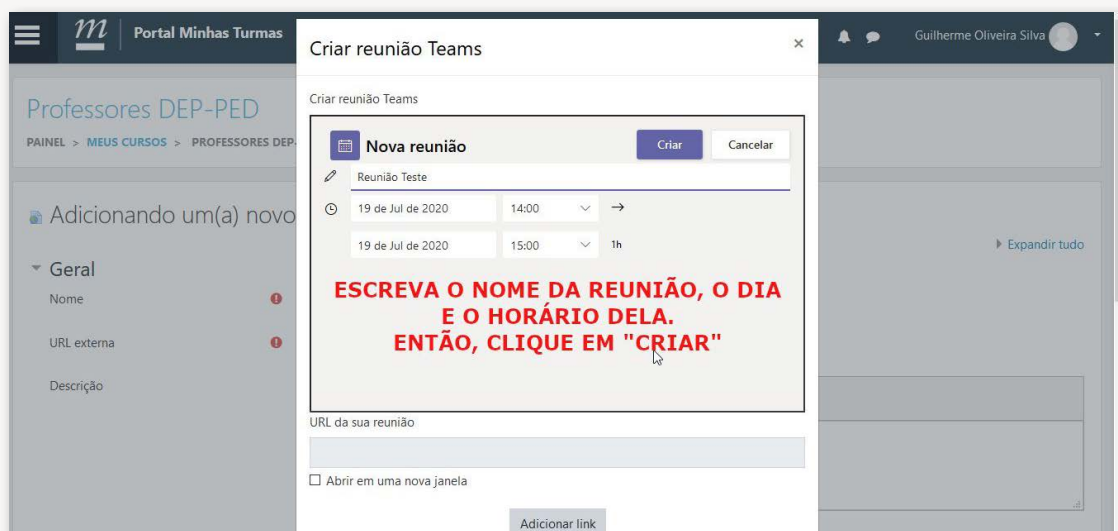 m Portal Minhas Turmas
Guilherme Oliveira Silva
Professores DEP-PED
PAINEL > MEUS CURSOS > PROFESSORES DEP-
Adicionando um(a) novo
Expandir tudo
Geral
Nome
URL externa
Descrição
Criar reunião Teams
×
Criar reunião Teams
Nova reunião
Criar
Cancelar
Reunião Teste
19 de Jul de 2020 14:00 →
19 de Jul de 2020 15:00 1h
ESCREVA O NOME DA REUNIÃO, O DIA
E O HORÁRIO DELA.
ENTÃO, CLIQUE EM "CRIAR"
URL da sua reunião
Abrir em uma nova janela
Adicionar link